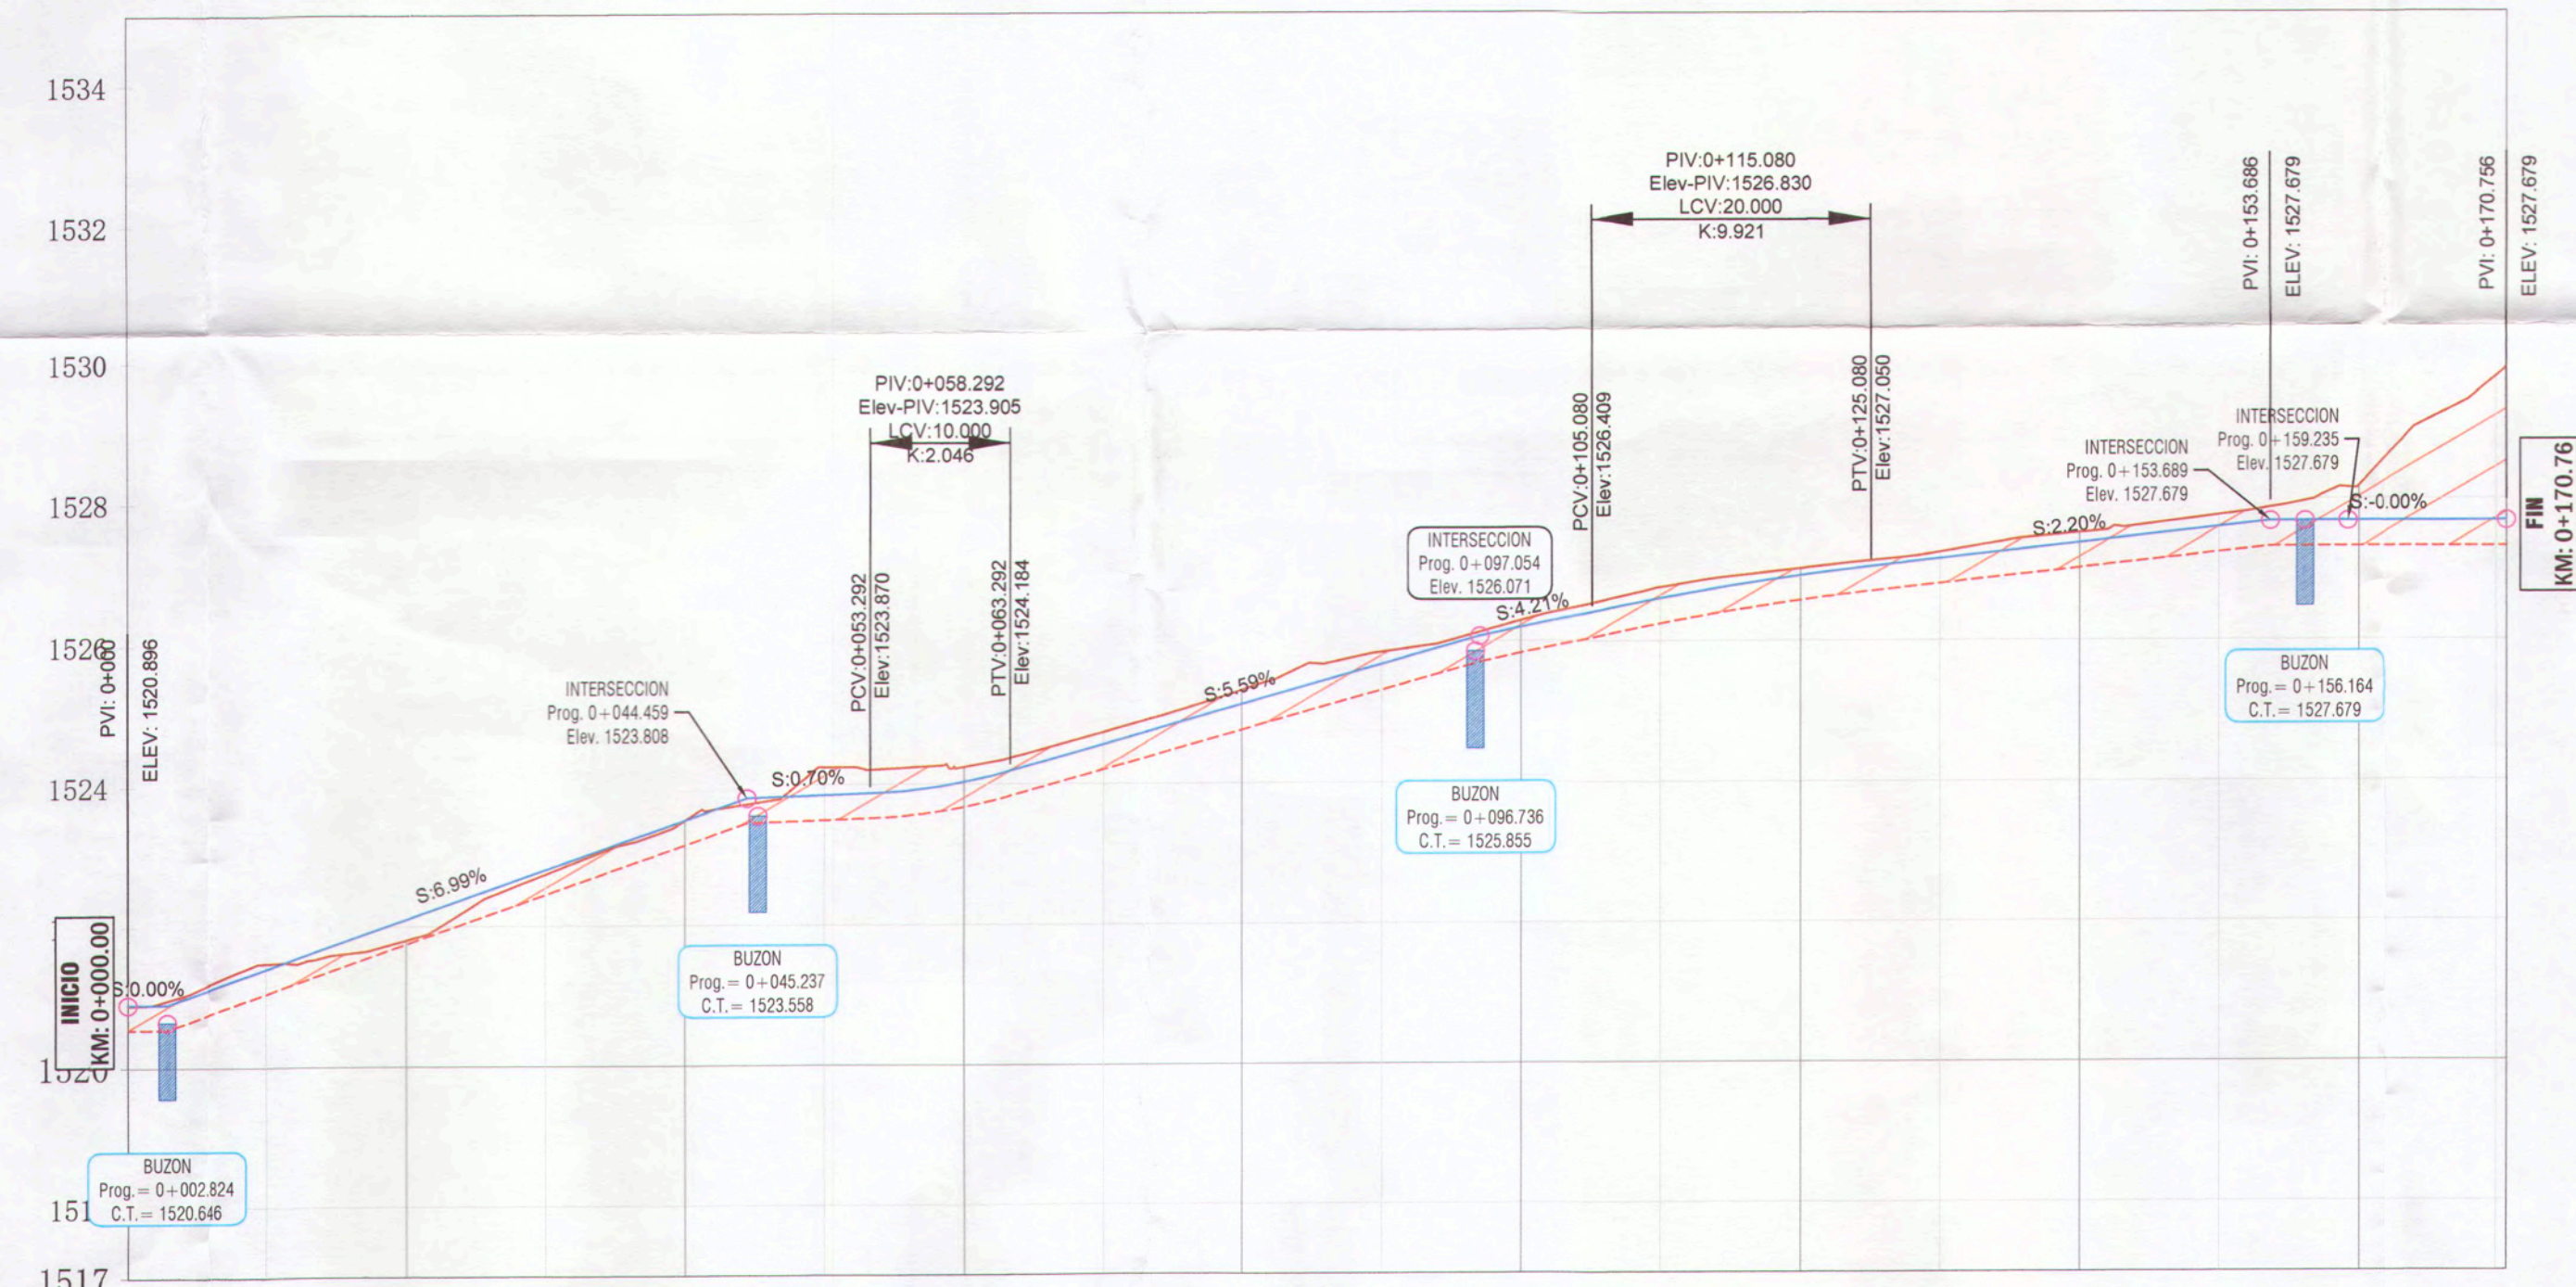 1534
1532
1530
1528
1526
1524
1520
1517
INICIO
KM: 0+000.00
PVI: 0+000
ELEV: 1520.896
S:0.00%
BUZON
Prog.= 0+002.824
C.T.= 1520.646
S:6.99%
INTERSECCION
Prog. 0+044.459
Elev. 1523.808
BUZON
Prog.= 0+045.237
C.T.= 1523.558
S:0.70%
PIV:0+058.292
Elev-PIV:1523.905
LCV:10.000
K:2.046
PCV:0+053.292
Elev:1523.870
PTV:0+063.292
Elev:1524.184
S:5.59%
INTERSECCION
Prog. 0+097.054
Elev. 1526.071
BUZON
Prog.= 0+096.736
C.T.= 1525.855
S:4.21%
PIV:0+115.080
Elev-PIV:1526.830
LCV:20.000
K:9.921
PCV:0+105.080
Elev:1526.409
PTV:0+125.080
Elev:1527.050
S:2.20%
INTERSECCION
Prog. 0+153.689
Elev. 1527.679
INTERSECCION
Prog. 0+159.235
Elev. 1527.679
PVI: 0+153.686
ELEV: 1527.679
BUZON
Prog.= 0+156.164
C.T.= 1527.679
S:-0.00%
PVI: 0+170.756
ELEV: 1527.679
FIN
KM: 0+170.76